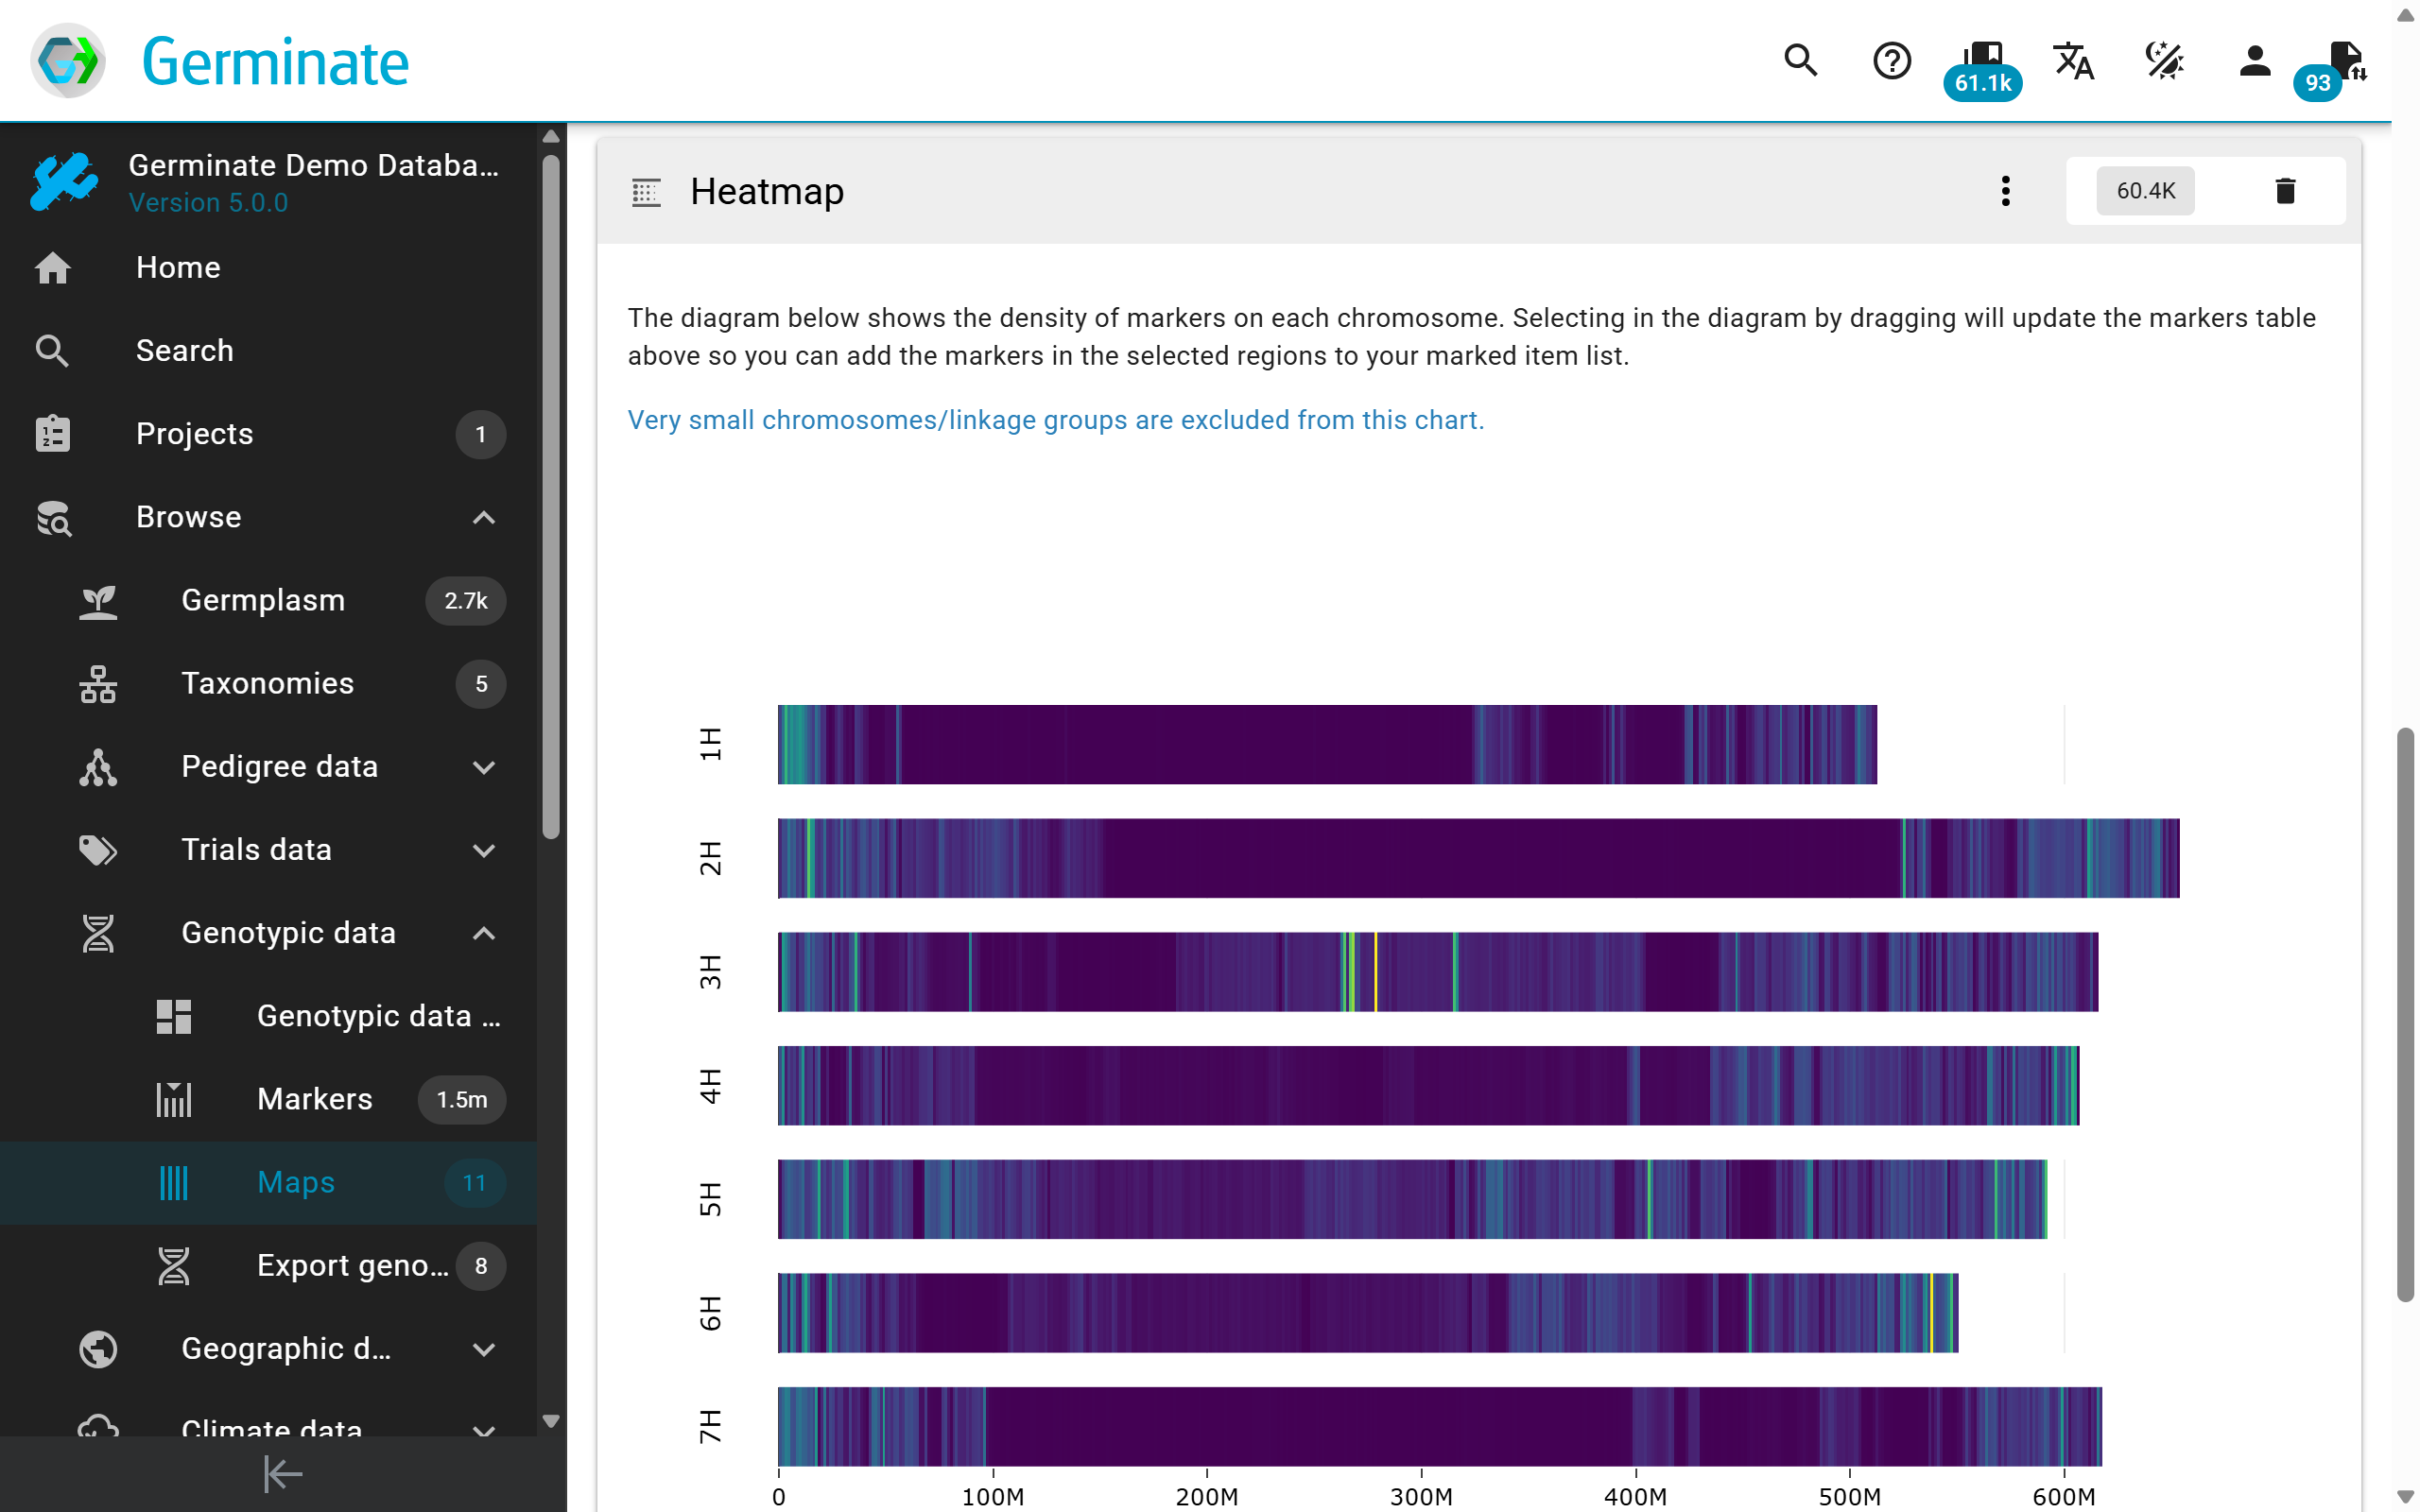 Germinate
61.1k
93
Germinate Demo Databa...
Version 5.0.0
Home
Search
Projects 1
Browse
Germplasm 2.7k
Taxonomies 5
Pedigree data
Trials data
Genotypic data
Genotypic data ...
Markers 1.5m
Maps 11
Export geno... 8
Geographic d...
Climate data
Heatmap
60.4K
The diagram below shows the density of markers on each chromosome. Selecting in the diagram by dragging will update the markers table
above so you can add the markers in the selected regions to your marked item list.
Very small chromosomes/linkage groups are excluded from this chart.
1H
2H
3H
4H
5H
6H
7H
0 100M 200M 300M 400M 500M 600M